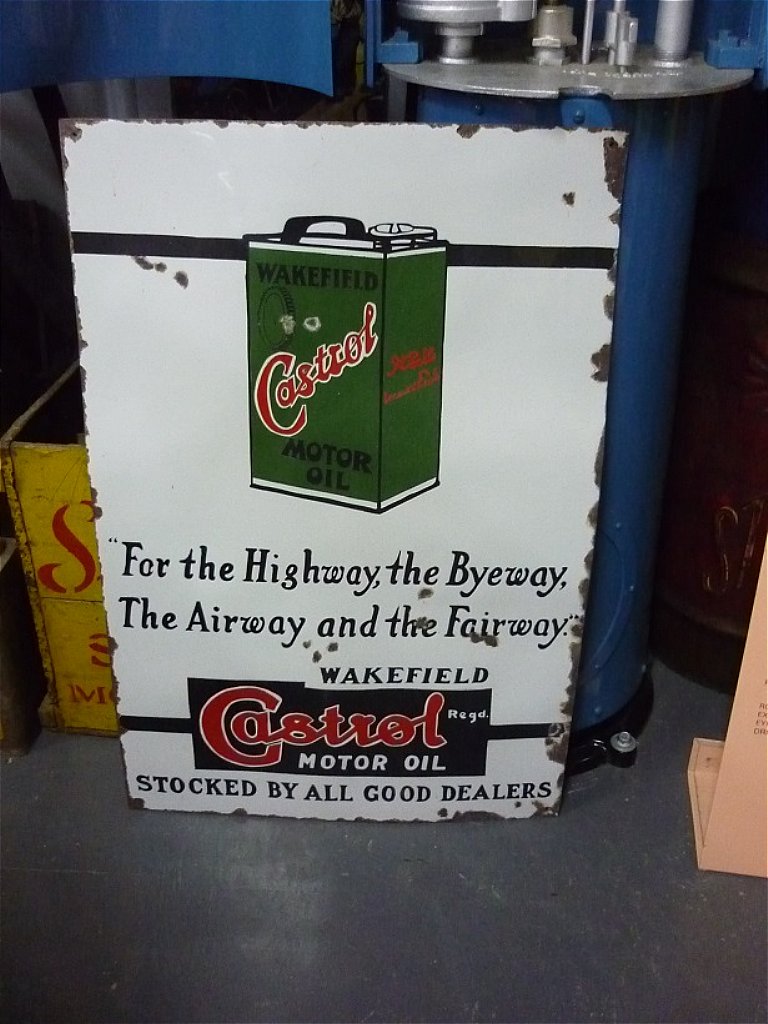 WAKEFIELD
Castrol
MOTOR
OIL
"For the Highway, the Byeway,
The Airway and the Fairway."
WAKEFIELD
Castrol Regd.
MOTOR OIL
STOCKED BY ALL GOOD DEALERS